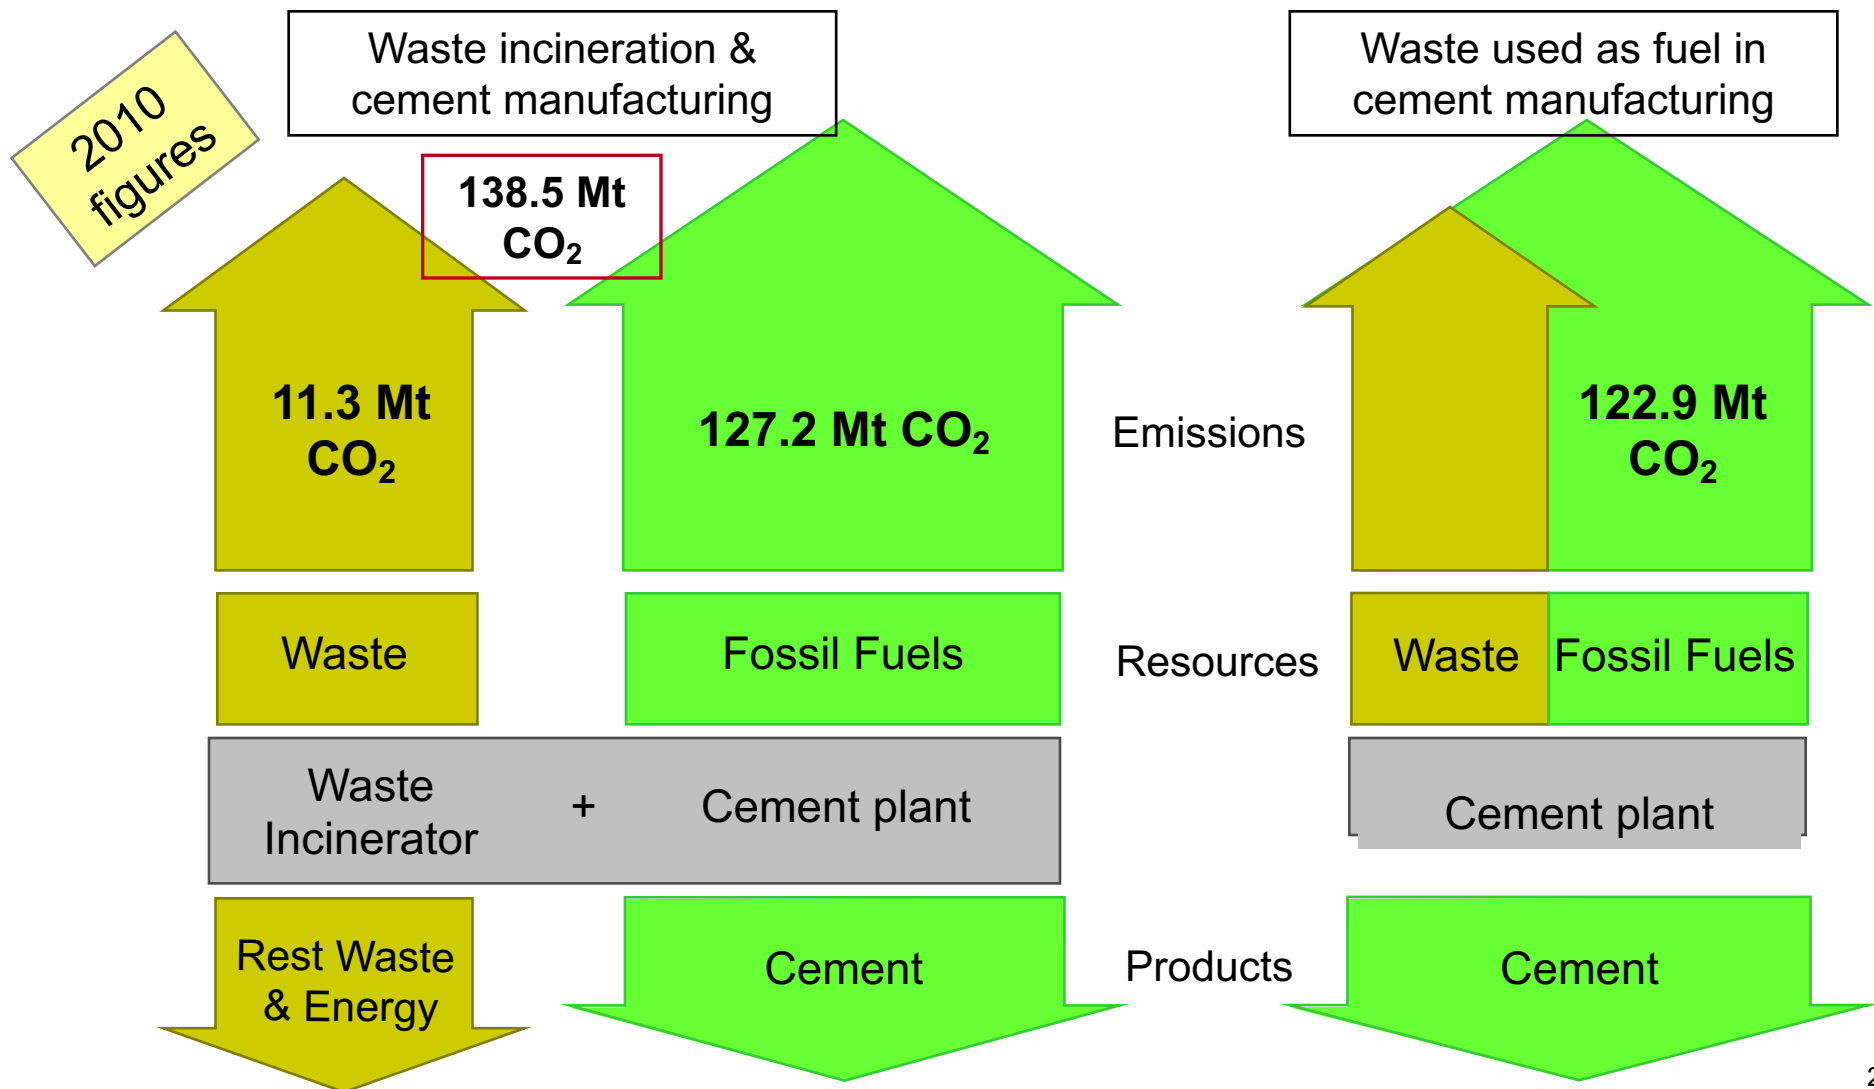 2010
figures
Waste incineration &
cement manufacturing
Waste used as fuel in
cement manufacturing
138.5 Mt
CO₂
11.3 Mt
CO₂
127.2 Mt CO₂
Emissions
122.9 Mt
CO₂
Waste
Fossil Fuels
Resources
Waste
Fossil Fuels
Waste
Incinerator
+
Cement plant
Cement plant
Rest Waste
& Energy
Cement
Products
Cement
2